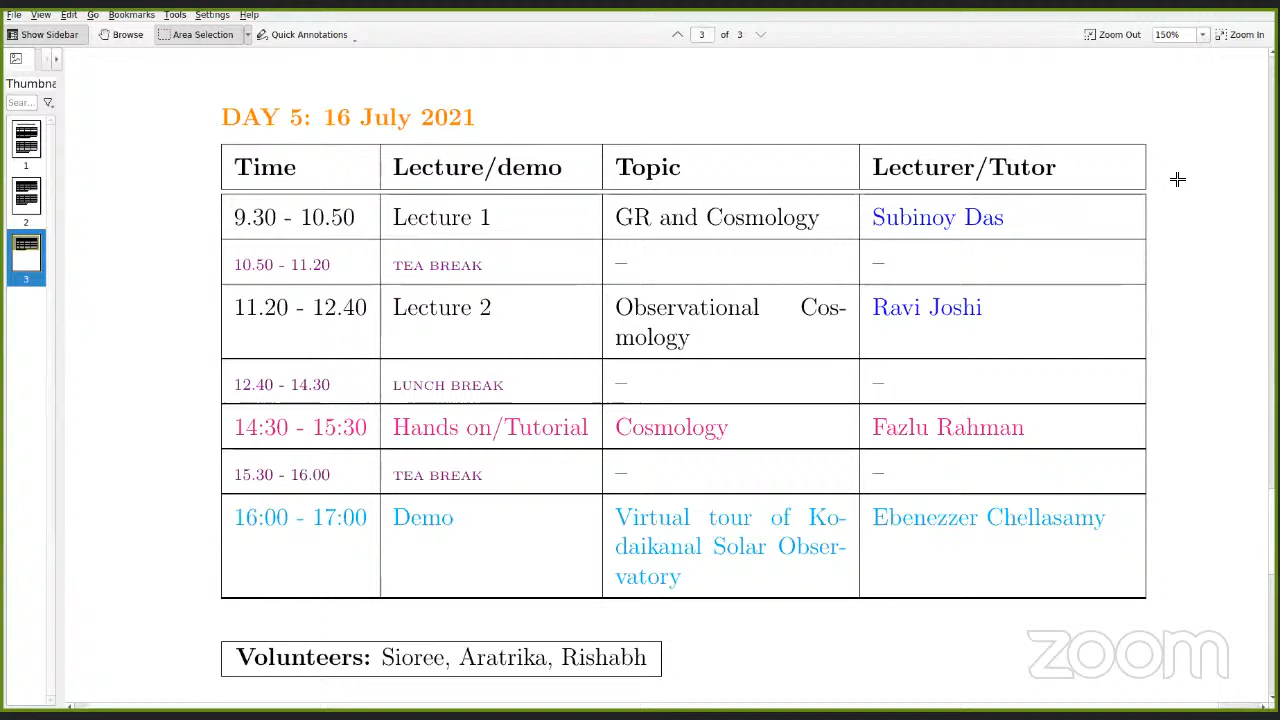 File View Edit Go Bookmarks Tools Settings Help
Show Sidebar Browse Area Selection Quick Annotations 3 of 3 Zoom Out 150% Zoom In
Thumbna
Sear...
1
2
3
DAY 5: 16 July 2021
Time Lecture/demo Topic Lecturer/Tutor
9.30 - 10.50 Lecture 1 GR and Cosmology Subinoy Das
10.50 - 11.20 TEA BREAK – –
11.20 - 12.40 Lecture 2 Observational Cos- Ravi Joshi
mology
12.40 - 14.30 LUNCH BREAK – –
14:30 - 15:30 Hands on/Tutorial Cosmology Fazlu Rahman
15.30 - 16.00 TEA BREAK – –
16:00 - 17:00 Demo Virtual tour of Ko- Ebenezzer Chellasamy
daikanal Solar Obser-
vatory
Volunteers: Sioree, Aratrika, Rishabh
zoom